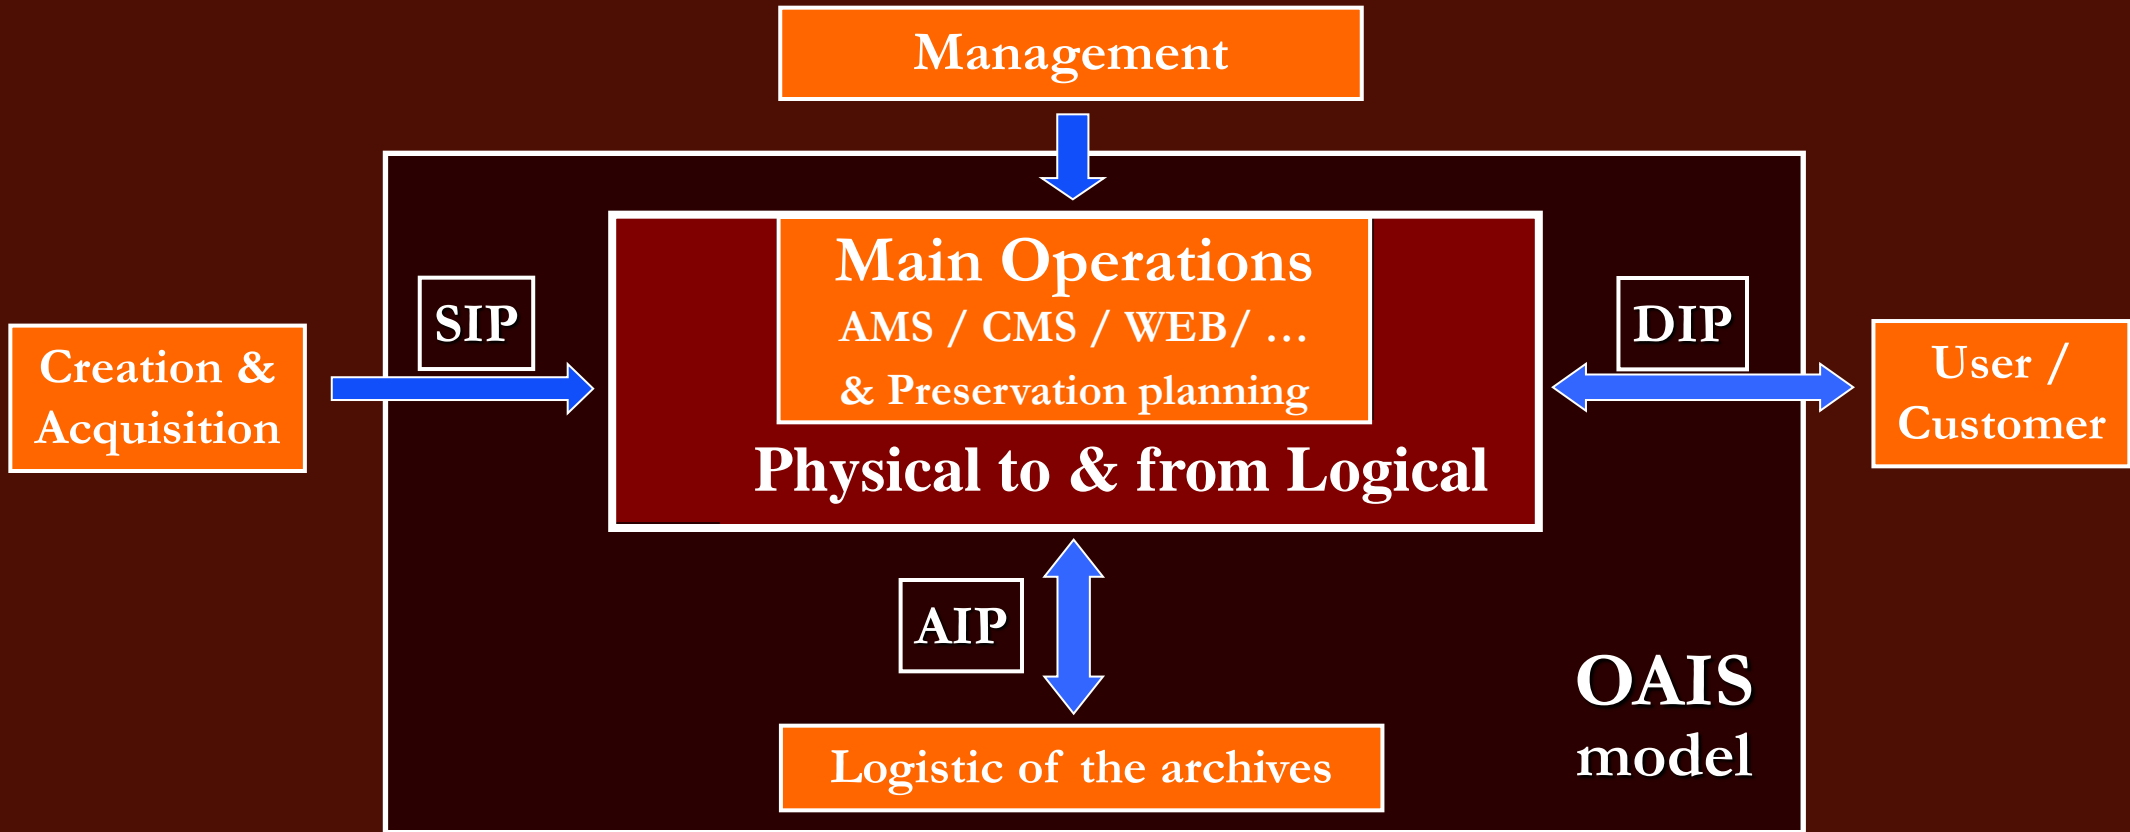 Management
Main Operations
AMS / CMS / WEB/ …
& Preservation planning
Physical to & from Logical
SIP
Creation &
Acquisition
DIP
User /
Customer
AIP
Logistic of the archives
OAIS
model